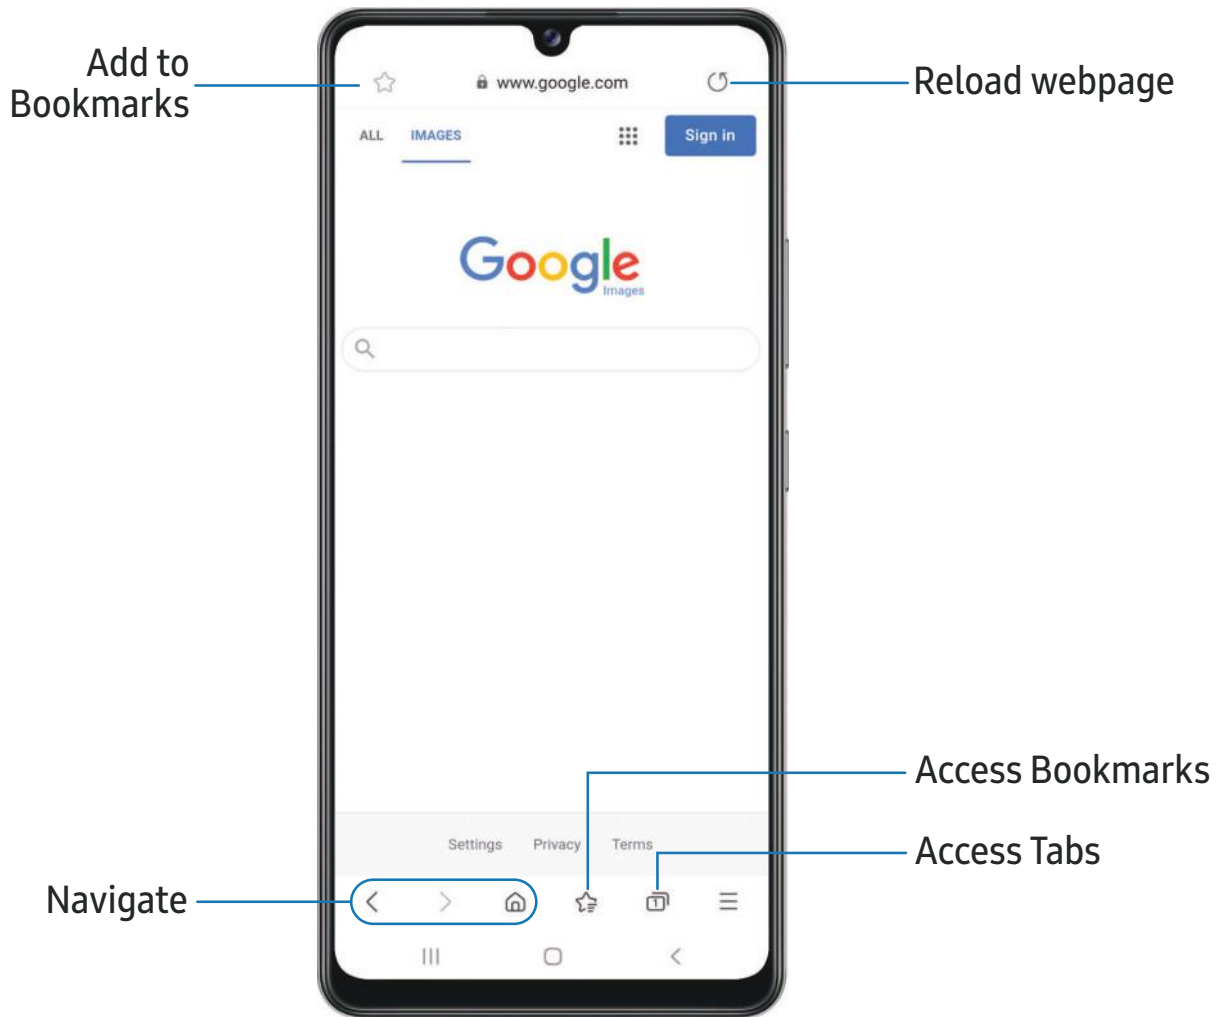 Add to
Bookmarks
www.google.com
Reload webpage
ALL IMAGES Sign in
Google
Images
Access Bookmarks
Settings Privacy Terms
Access Tabs
Navigate
1